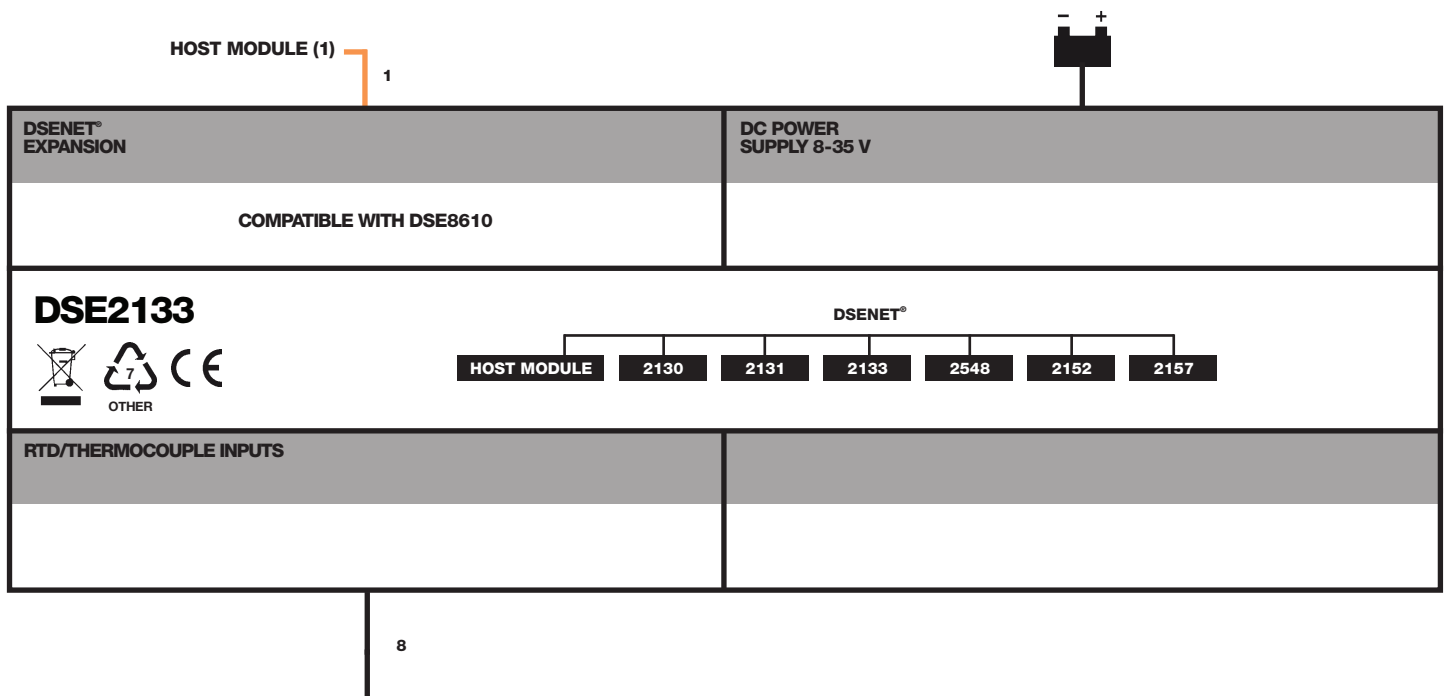 HOST MODULE (1)
1
- +
DSENET®
EXPANSION
DC POWER
SUPPLY 8-35 V
COMPATIBLE WITH DSE8610
DSE2133
7
OTHER
CE
DSENET®
HOST MODULE 2130 2131 2133 2548 2152 2157
RTD/THERMOCOUPLE INPUTS
8